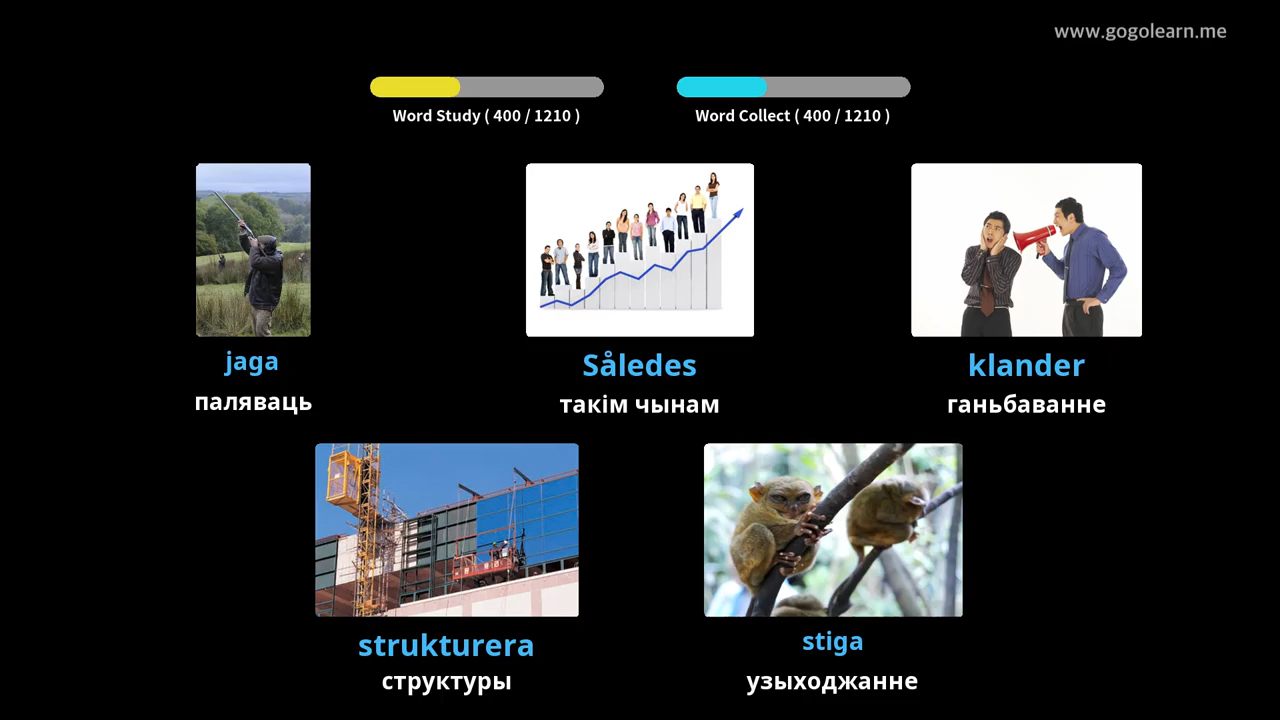 www.gogolearn.me
Word Study ( 400 / 1210 )
Word Collect ( 400 / 1210 )
jaga
паляваць
Således
такім чынам
klander
ганьбаванне
strukturera
структуры
stiga
узыходжанне